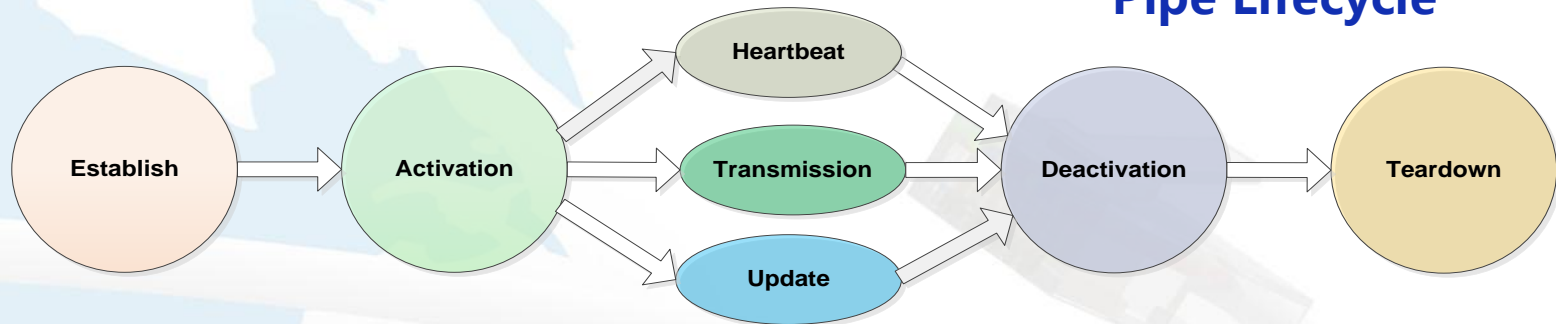 Pipe Lifecycle
Heartbeat
Establish
Activation
Transmission
Deactivation
Teardown
Update